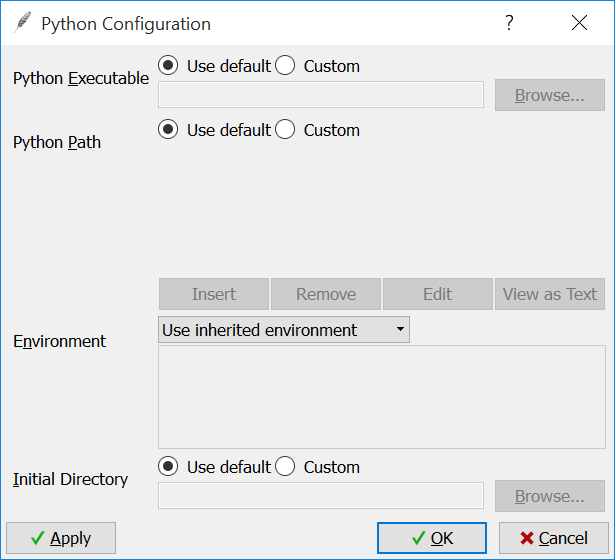 Python Configuration ?
Python Executable
Use default Custom
Browse...
Python Path
Use default Custom
Insert Remove Edit View as Text
Environment
Use inherited environment
Initial Directory
Use default Custom
Browse...
Apply OK Cancel